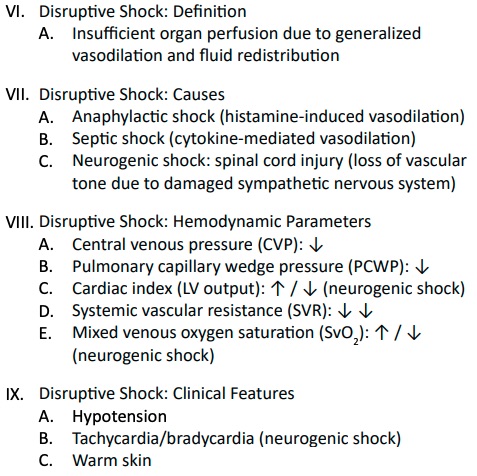 VI. Disruptive Shock: Definition
A. Insufficient organ perfusion due to generalized
vasodilation and fluid redistribution
VII. Disruptive Shock: Causes
A. Anaphylactic shock (histamine-induced vasodilation)
B. Septic shock (cytokine-mediated vasodilation)
C. Neurogenic shock: spinal cord injury (loss of vascular
tone due to damaged sympathetic nervous system)
VIII. Disruptive Shock: Hemodynamic Parameters
A. Central venous pressure (CVP): ↓
B. Pulmonary capillary wedge pressure (PCWP): ↓
C. Cardiac index (LV output): ↑ / ↓ (neurogenic shock)
D. Systemic vascular resistance (SVR): ↓ ↓
E. Mixed venous oxygen saturation (SvO₂): ↑ / ↓
(neurogenic shock)
IX. Disruptive Shock: Clinical Features
A. Hypotension
B. Tachycardia/bradycardia (neurogenic shock)
C. Warm skin